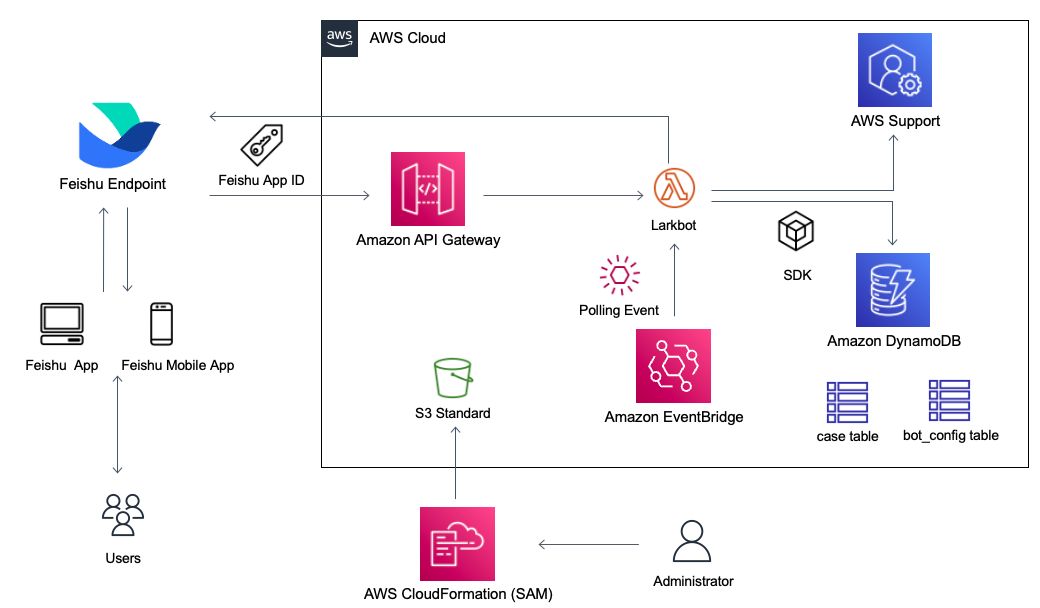 aws
AWS Cloud
AWS Support
Feishu Endpoint
Feishu App ID
Amazon API Gateway
Larkbot
SDK
Polling Event
Amazon DynamoDB
Feishu App
Feishu Mobile App
S3 Standard
Amazon EventBridge
case table
bot_config table
Users
AWS CloudFormation (SAM)
Administrator